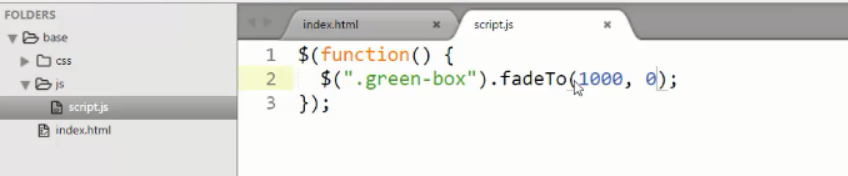 FOLDERS
base
css
js
script.js
index.html
index.html ×
script.js ×
1 $(function() {
2 $(".green-box").fadeTo(1000, 0);
3 });